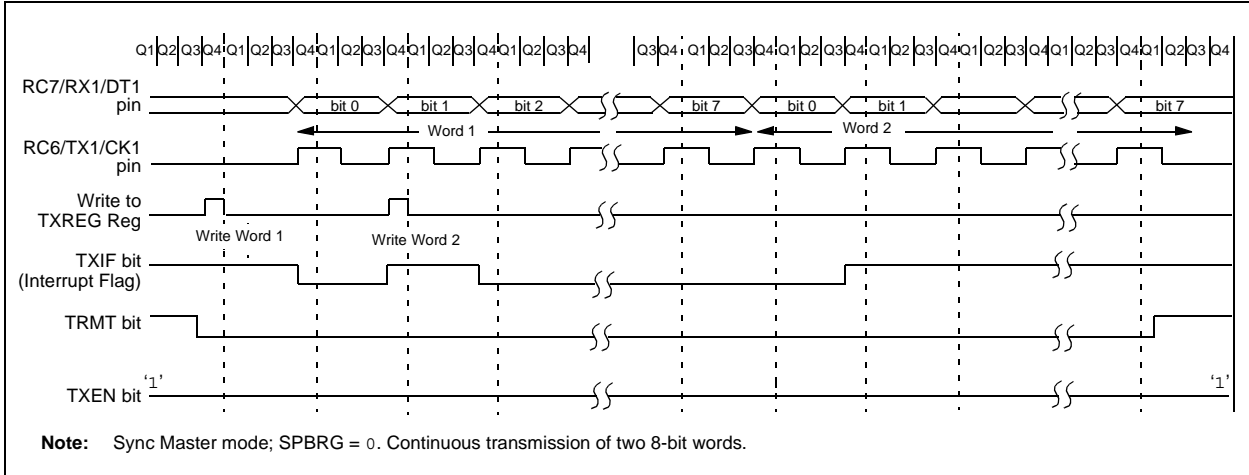 Q1 Q2 Q3 Q4 Q1 Q2 Q3 Q4 Q1 Q2 Q3 Q4 Q1 Q2 Q3 Q4 Q1 Q2 Q3 Q4 Q3 Q4 Q1 Q2 Q3 Q4 Q1 Q2 Q3 Q4 Q1 Q2 Q3 Q4 Q1 Q2 Q3 Q4 Q1 Q2 Q3 Q4 Q1 Q2 Q3 Q4
RC7/RX1/DT1
pin
bit 0 bit 1 bit 2 bit 7 bit 0 bit 1 bit 7
Word 1 Word 2
RC6/TX1/CK1
pin
Write to
TXREG Reg
Write Word 1 Write Word 2
TXIF bit
(Interrupt Flag)
TRMT bit
TXEN bit ‘1’ ‘1’
Note: Sync Master mode; SPBRG = 0. Continuous transmission of two 8-bit words.